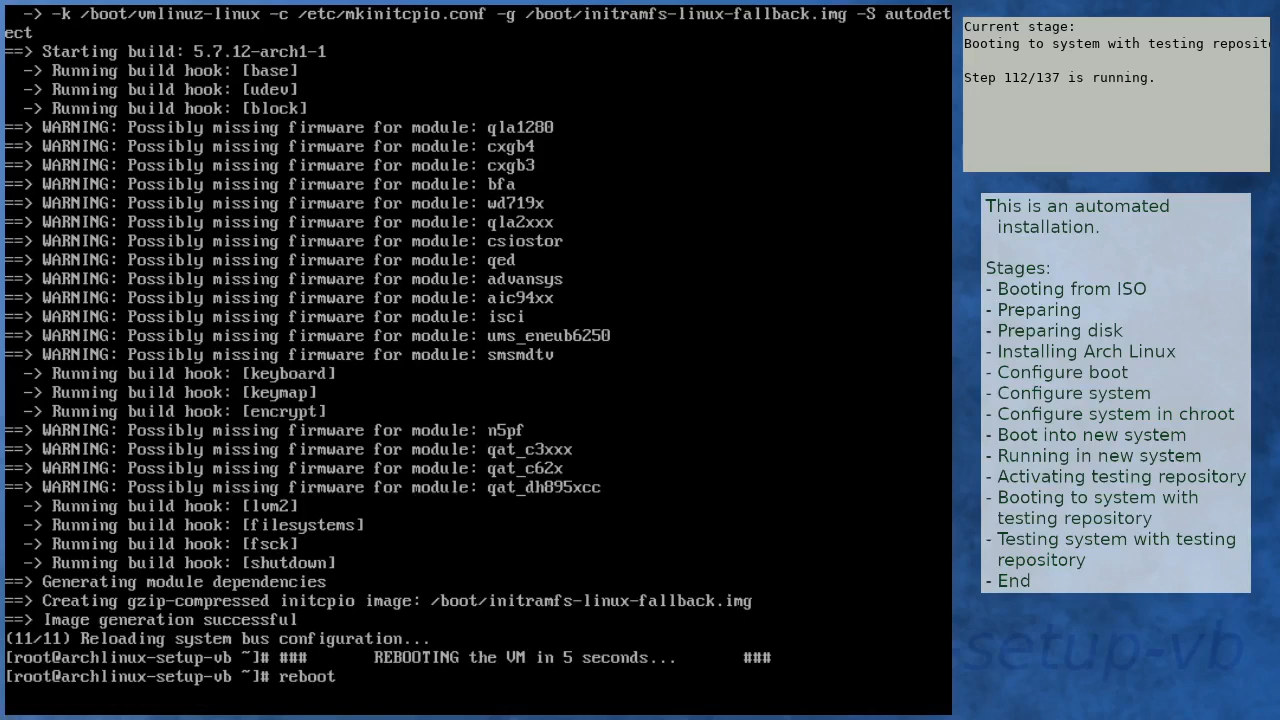 -> -k /boot/vmlinuz-linux -c /etc/mkinitcpio.conf -g /boot/initramfs-linux-fallback.img -S autodet
ect
==> Starting build: 5.7.12-arch1-1
-> Running build hook: [base]
-> Running build hook: [udev]
-> Running build hook: [block]
==> WARNING: Possibly missing firmware for module: qla1280
==> WARNING: Possibly missing firmware for module: cxgb4
==> WARNING: Possibly missing firmware for module: cxgb3
==> WARNING: Possibly missing firmware for module: bfa
==> WARNING: Possibly missing firmware for module: wd719x
==> WARNING: Possibly missing firmware for module: qla2xxx
==> WARNING: Possibly missing firmware for module: csiostor
==> WARNING: Possibly missing firmware for module: qed
==> WARNING: Possibly missing firmware for module: advansys
==> WARNING: Possibly missing firmware for module: aic94xx
==> WARNING: Possibly missing firmware for module: isci
==> WARNING: Possibly missing firmware for module: ums_eneub6250
==> WARNING: Possibly missing firmware for module: smsmdtv
-> Running build hook: [keyboard]
-> Running build hook: [keymap]
-> Running build hook: [encrypt]
==> WARNING: Possibly missing firmware for module: n5pf
==> WARNING: Possibly missing firmware for module: qat_c3xxx
==> WARNING: Possibly missing firmware for module: qat_c62x
==> WARNING: Possibly missing firmware for module: qat_dh895xcc
-> Running build hook: [lvm2]
-> Running build hook: [filesystems]
-> Running build hook: [fsck]
-> Running build hook: [shutdown]
==> Generating module dependencies
==> Creating gzip-compressed initcpio image: /boot/initramfs-linux-fallback.img
==> Image generation successful
(11/11) Reloading system bus configuration...
[root@archlinux-setup-vb ~]# ### REBOOTING the VM in 5 seconds... ###
[root@archlinux-setup-vb ~]# reboot
Current stage:
Booting to system with testing reposito
Step 112/137 is running.
This is an automated
installation.
Stages:
- Booting from ISO
- Preparing
- Preparing disk
- Installing Arch Linux
- Configure boot
- Configure system
- Configure system in chroot
- Boot into new system
- Running in new system
- Activating testing repository
- Booting to system with
testing repository
- Testing system with testing
repository
- End
-setup-vb